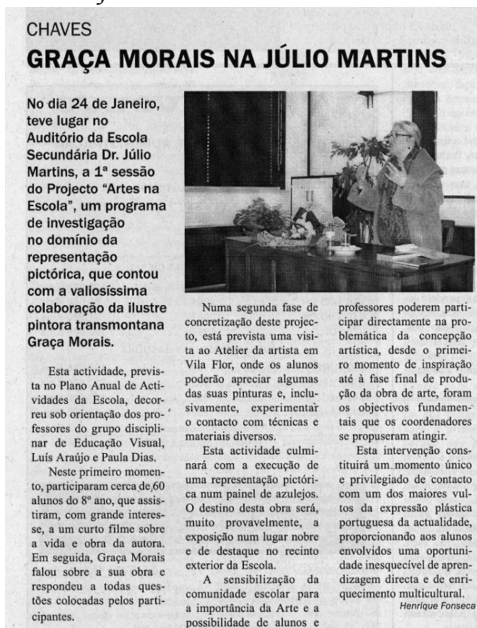 CHAVES
GRAÇA MORAIS NA JÚLIO MARTINS
No dia 24 de Janeiro,
teve lugar no
Auditório da Escola
Secundária Dr. Júlio
Martins, a 1ª sessão
do Projecto “Artes na
Escola”, um programa
de investigação
no domínio da
representação
pictórica, que contou
com a valiosíssima
colaboração da ilustre
pintora transmontana
Graça Morais.
Esta actividade, previs-
ta no Plano Anual de Acti-
vidades da Escola, decor-
reu sob orientação dos pro-
fessores do grupo discipli-
nar de Educação Visual,
Luís Araújo e Paula Dias.
Neste primeiro momen-
to, participaram cerca de 60
alunos do 8º ano, que assis-
tiram, com grande interes-
se, a um curto filme sobre
a vida e obra da autora.
Em seguida, Graça Morais
falou sobre a sua obra e
respondeu a todas ques-
tões colocadas pelos parti-
cipantes.
Numa segunda fase de
concretização deste projec-
to, está prevista uma visi-
ta ao Atelier da artista em
Vila Flor, onde os alunos
poderão apreciar algumas
das suas pinturas e, inclu-
sivamente, experimentar
o contacto com técnicas e
materiais diversos.
Esta actividade culmi-
nará com a execução de
uma representação pictóri-
ca num painel de azulejos.
O destino desta obra será,
muito provavelmente, a
exposição num lugar nobre
e de destaque no recinto
exterior da Escola.
A sensibilização da
comunidade escolar para
a importância da Arte e a
possibilidade de alunos e
professores poderem parti-
cipar directamente na pro-
blemática da concepção
artística, desde o primei-
ro momento de inspiração
até à fase final de produ-
ção da obra de arte, foram
os objectivos fundamen-
tais que os coordenadores
se propuseram atingir.
Esta intervenção cons-
tituirá um momento único
e privilegiado de contacto
com um dos maiores vul-
tos da expressão plástica
portuguesa da actualidade,
proporcionando aos alunos
envolvidos uma oportuni-
dade inesquecível de apren-
dizagem directa e de enri-
quecimento multicultural.
Henrique Fonseca